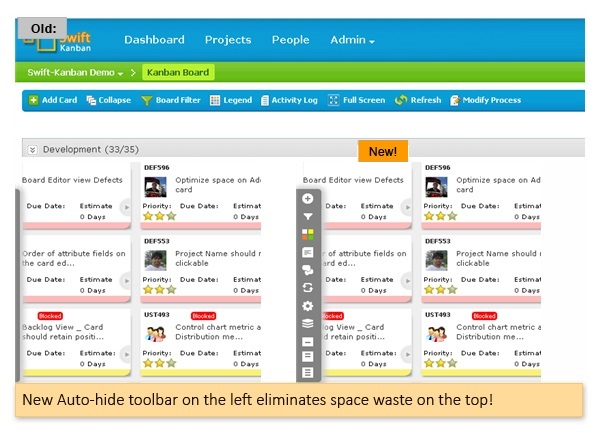 Old:
Swift
Kanban
Dashboard Projects People Admin
Swift-Kanban Demo > Kanban Board
Add Card Collapse Board Filter Legend Activity Log Full Screen Refresh Modify Process
Development (33/35)
New!
DEF596
Board Editor view Defects
Optimize space on Ad
card
Due Date: Estimate
0 Days
Priority: Due Date: Estimate
0 Days
DEF553
Order of attribute fields on
the card ed...
Project Name should r
clickable
Due Date: Estimate
0 Days
Priority: Due Date: Estimate
0 Days
Blocked
UST493
Blocked
Backlog View _ Card
should retain positi...
Control chart metric a
Distribution me...
Due Date: Estimate
0 Days
Priority: Due Date: Estimate
0 Days
DEF596
Board Editor view Defects
Optimize space on Ad
card
Due Date: Estimate
0 Days
Priority: Due Date: Estimate
0 Days
DEF553
Order of attribute fields on
the card ed...
Project Name should r
clickable
Due Date: Estimate
0 Days
Priority: Due Date: Estimate
0 Days
Blocked
UST493
Blocked
Backlog View _ Card
should retain positi...
Control chart metric a
Distribution me...
Due Date: Estimate
0 Days
Priority: Due Date: Estimate
0 Days
New Auto-hide toolbar on the left eliminates space waste on the top!